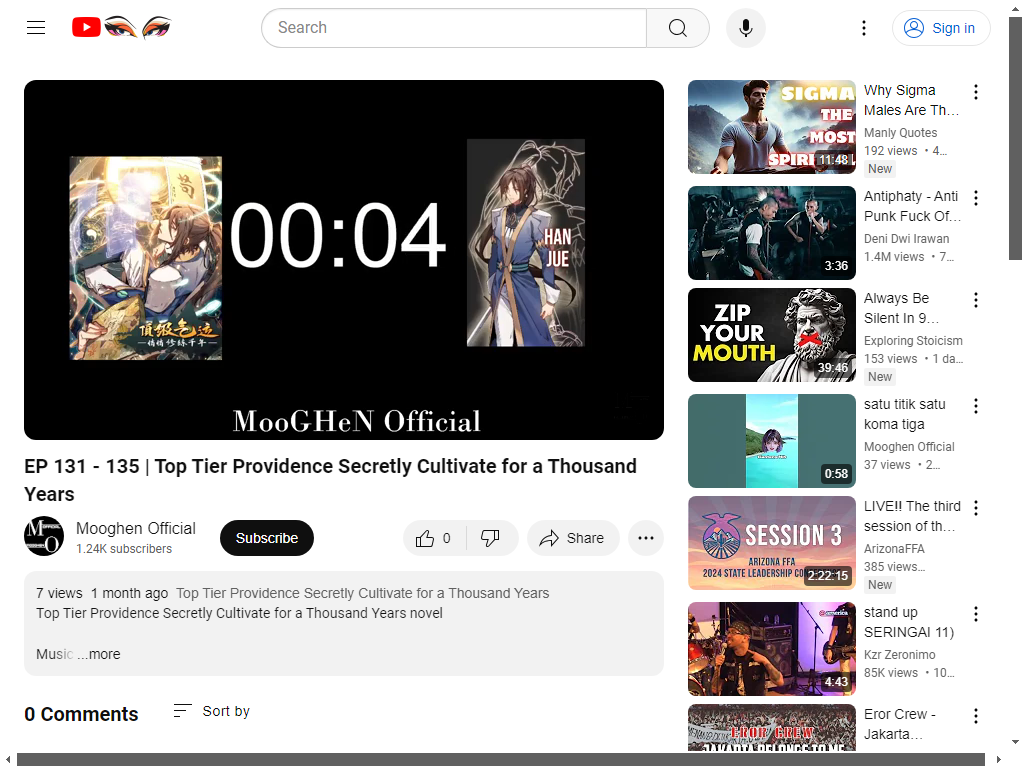 Search
Sign in
HAN
JUE
00:04
頂級氣運
悄悄修練千年
MooGHeN Official
EP 131 - 135 | Top Tier Providence Secretly Cultivate for a Thousand
Years
Mooghen Official
1.24K subscribers
Subscribe
0
Share
7 views 1 month ago Top Tier Providence Secretly Cultivate for a Thousand Years
Top Tier Providence Secretly Cultivate for a Thousand Years novel
Music ...more
0 Comments
Sort by
SIGMA
THE
MOST
11:48
Why Sigma
Males Are Th...
Manly Quotes
192 views • 4...
New
3:36
Antiphaty - Anti
Punk Fuck Of...
Deni Dwi Irawan
1.4M views • 7...
ZIP
YOUR
MOUTH
39:46
Always Be
Silent In 9...
Exploring Stoicism
153 views • 1 da...
New
0:58
satu titik satu
koma tiga
Mooghen Official
37 views • 2...
SESSION 3
ARIZONA FFA
2024 STATE LEADERSHIP
2:22:15
LIVE!! The third
session of th...
ArizonaFFA
385 views...
New
4:43
stand up
SERINGAI 11)
Kzr Zeronimo
85K views • 10...
EROR CREW
JAKARTA BELONG TO ME
Eror Crew -
Jakarta...